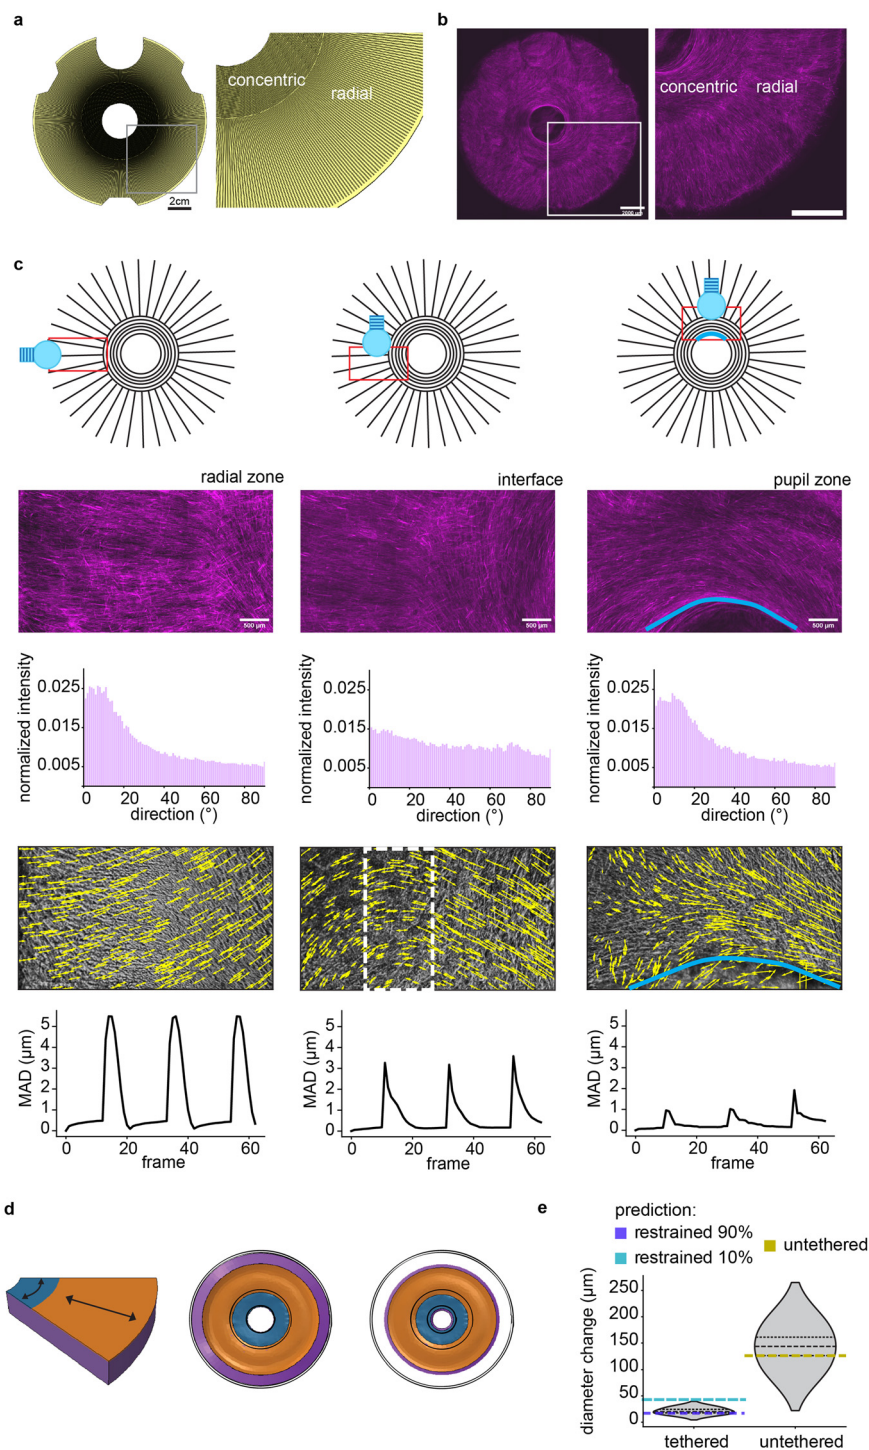 a
concentric
radial
2cm
b
concentric radial
2000 µm
c
radial zone
interface
pupil zone
500 µm
500 µm
500 µm
normalized intensity
0.025
0.015
0.005
0 20 40 60 80
direction (°)
normalized intensity
0.025
0.015
0.005
0 20 40 60 80
direction (°)
normalized intensity
0.025
0.015
0.005
0 20 40 60 80
direction (°)
MAD (µm)
5
4
3
2
1
0
0 20 40 60
frame
MAD (µm)
5
4
3
2
1
0
0 20 40 60
frame
MAD (µm)
5
4
3
2
1
0
0 20 40 60
frame
d
e
prediction:
restrained 90%
restrained 10%
untethered
diameter change (µm)
250
200
150
100
50
0
tethered untethered